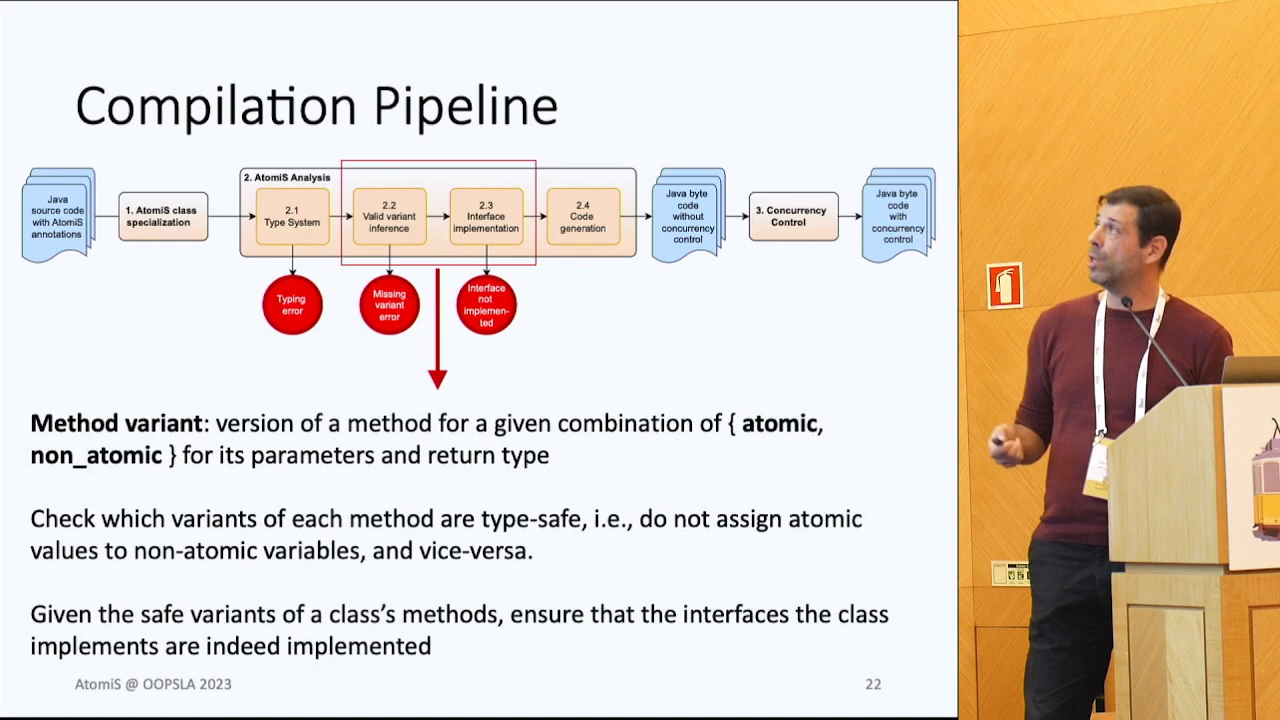 Compilation Pipeline
Java
source code
with AtomiS
annotations
1. AtomiS class
specialization
2. AtomiS Analysis
2.1
Type System
2.2
Valid variant
inference
2.3
Interface
implementation
2.4
Code
generation
Java byte
code
without
concurrency
control
3. Concurrency
Control
Java byte
code
with
concurrency
control
Typing
error
Missing
variant
error
Interface
not
implemen-
ted
Method variant: version of a method for a given combination of { atomic,
non_atomic } for its parameters and return type
Check which variants of each method are type-safe, i.e., do not assign atomic
values to non-atomic variables, and vice-versa.
Given the safe variants of a class’s methods, ensure that the interfaces the class
implements are indeed implemented
AtomiS @ OOPSLA 2023
22